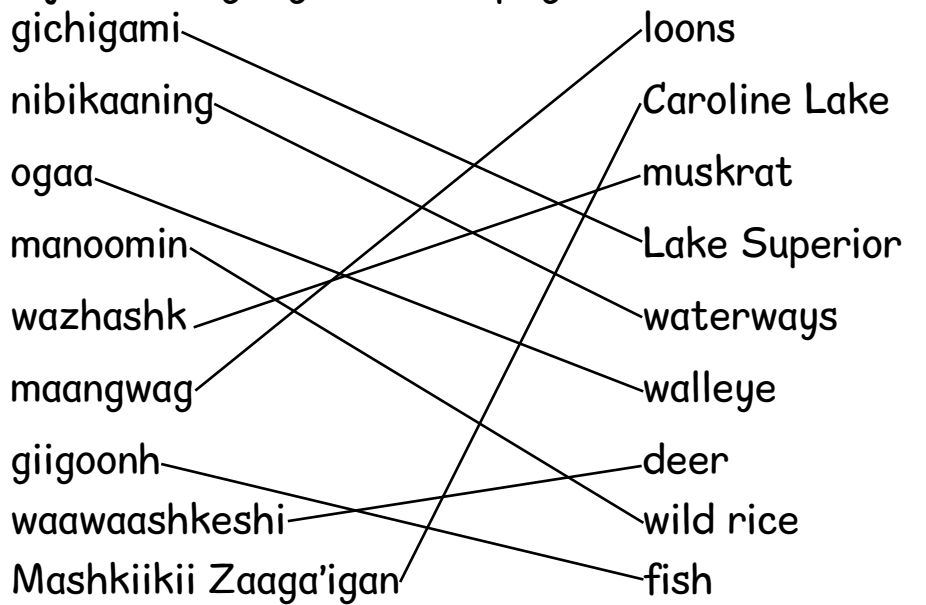 gichigami loons
nibikaaning Caroline Lake
ogaa muskrat
manoomin Lake Superior
wazhashk waterways
maangwag walleye
giigoonh deer
waawaashkeshi wild rice
Mashkiikii Zaaga'igan fish